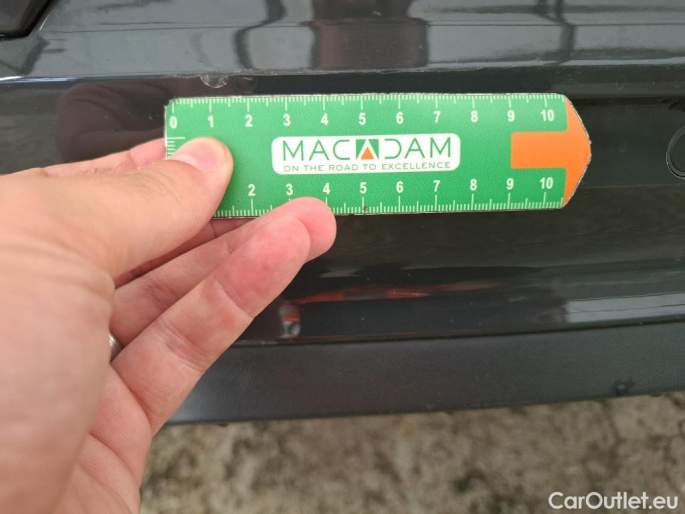 0 1 2 3 4 5 6 7 8 9 10
MACADAM
ON THE ROAD TO EXCELLENCE
2 3 4 5 6 7 8 9 10
CarOutlet.eu